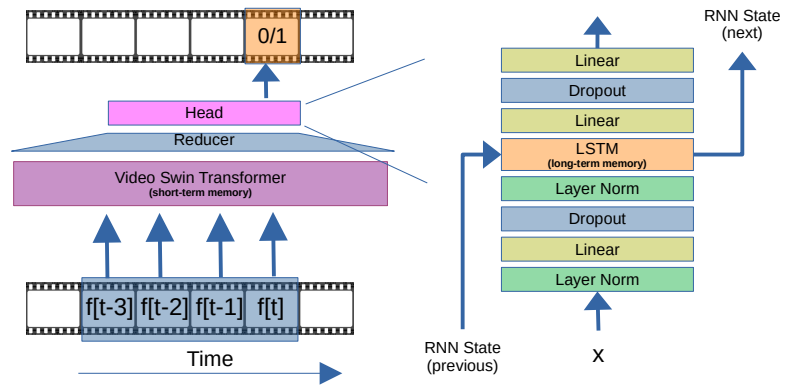 0/1
Head
Reducer
Video Swin Transformer
(short-term memory)
f[t-3] f[t-2] f[t-1] f[t]
Time
RNN State
(next)
Linear
Dropout
Linear
LSTM
(long-term memory)
Layer Norm
Dropout
Linear
Layer Norm
RNN State
(previous)
x